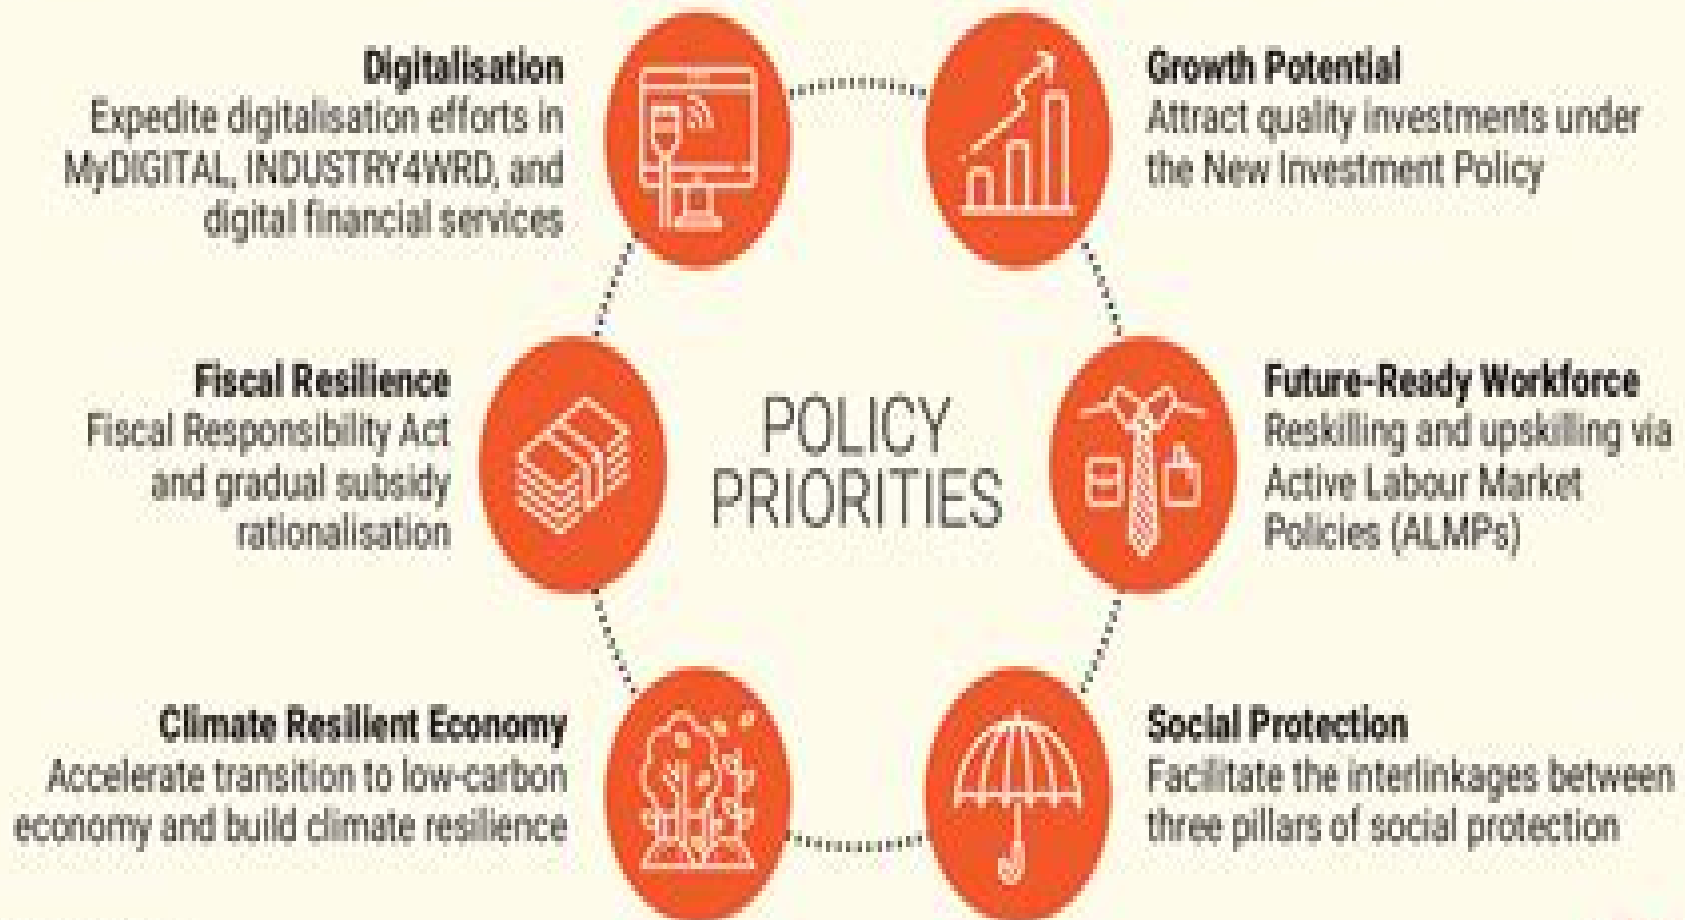 Digitalisation
Expedite digitalisation efforts in
MyDIGITAL, INDUSTRY4WRD, and
digital financial services
Growth Potential
Attract quality investments under
the New Investment Policy
Fiscal Resilience
Fiscal Responsibility Act
and gradual subsidy
rationalisation
POLICY
PRIORITIES
Future-Ready Workforce
Reskilling and upskilling via
Active Labour Market
Policies (ALMPs)
Climate Resilient Economy
Accelerate transition to low-carbon
economy and build climate resilience
Social Protection
Facilitate the interlinkages between
three pillars of social protection